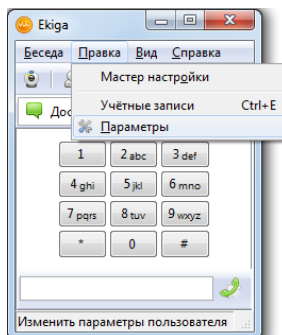 Ekiga
Беседа Правка Вид Справка
Мастер настройки
Учётные записи Ctrl+E
Параметры
1 2 abc 3 def
4 ghi 5 jkl 6 mno
7 pqrs 8 tuv 9 wxyz
* 0 #
Изменить параметры пользователя